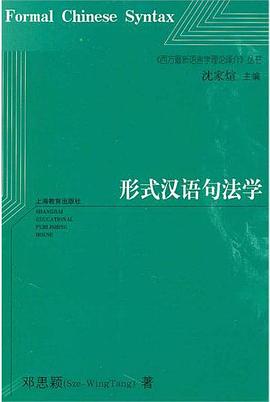 Formal Chinese Syntax
《西方最新语言学理论译介》丛书
沈家煊 主编
形式汉语句法学
上海教育出版社
SHANGHAI
EDUCATIONAL
PUBLISHING
HOUSE
邓思颖(Sze-WingTang) 著